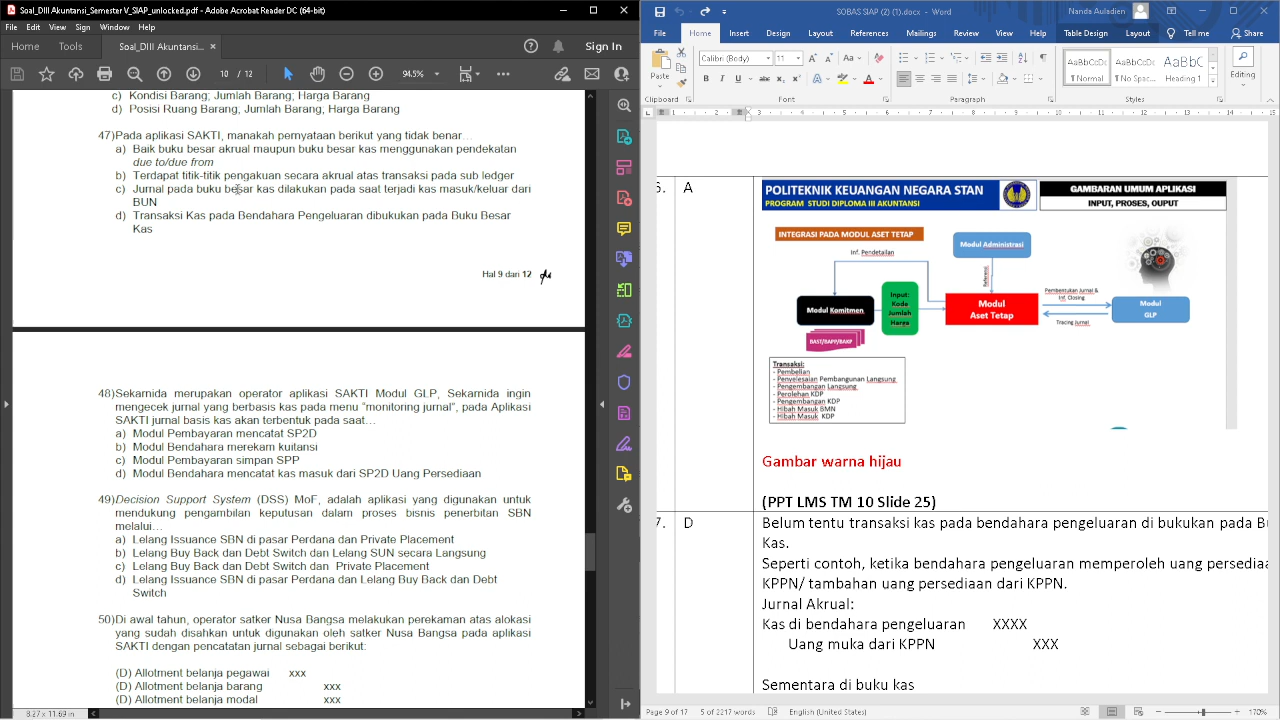 Soal_DIII Akuntansi_Semester V_SIAP_unlocked.pdf - Adobe Acrobat Reader DC (64-bit)
File Edit View Sign Window Help
Home Tools Soal_DIII Akuntansi... × Sign In
10 / 12 94.5%
c) Kondisi Barang; Jumlah Barang; Harga Barang
d) Posisi Ruang Barang; Jumlah Barang, Harga Barang
47)Pada aplikasi SAKTI, manakah pernyataan berikut yang tidak benar…
a) Baik buku besar akrual maupun buku besar kas menggunakan pendekatan
due to/due from
b) Terdapat titik-titik pengakuan secara akrual atas transaksi pada sub ledger
c) Jurnal pada buku besar kas dilakukan pada saat terjadi kas masuk/keluar dari
BUN
d) Transaksi Kas pada Bendahara Pengeluaran dibukukan pada Buku Besar
Kas
Hal 9 dari 12
48)Sekamida merupakan operator aplikasi SAKTI Modul GLP, Sekamida ingin
mengecek jurnal yang berbasis kas pada menu "monitoring jurnal", pada Aplikasi
SAKTI jurnal basis kas akan terbentuk pada saat…
a) Modul Pembayaran mencatat SP2D
b) Modul Bendahara merekam kuitansi
c) Modul Pembayaran simpan SPP
d) Modul Bendahara mencatat kas masuk dari SP2D Uang Persediaan
49)Decision Support System (DSS) MoF, adalah aplikasi yang digunakan untuk
mendukung pengambilan keputusan dalam proses bisnis penerbitan SBN
melalui…
a) Lelang Issuance SBN di pasar Perdana dan Private Placement
b) Lelang Buy Back dan Debt Switch dan Lelang SUN secara Langsung
c) Lelang Buy Back dan Debt Switch dan Private Placement
d) Lelang Issuance SBN di pasar Perdana dan Lelang Buy Back dan Debt
Switch
50)Di awal tahun, operator satker Nusa Bangsa melakukan perekaman atas alokasi
yang sudah disahkan untuk digunakan oleh satker Nusa Bangsa pada aplikasi
SAKTI dengan pencatatan jurnal sebagai berikut:
(D) Allotment belanja pegawai xxx
(D) Allotment belanja barang xxx
(D) Allotment belanja modal xxx
8.27 x 11.69 in
SOBAS SIAP (2) (1).docx - Word Nanda Auladien
File Home Insert Design Layout References Mailings Review View Help Table Design Layout Tell me Share
Paste
Calibri (Body) 11
¶ Normal ¶ No Spac... Heading 1
Editing
Clipboard Font Paragraph Styles
A
POLITEKNIK KEUANGAN NEGARA STAN
PROGRAM STUDI DIPLOMA III AKUNTANSI
GAMBARAN UMUM APLIKASI
INPUT, PROSES, OUPUT
INTEGRASI PADA MODUL ASET TETAP
Modul Administrasi
Inf. Pendetailan
Referensi
Modul Komitmen
Input:
Kode
Jumlah
Harga
Modul
Aset Tetap
Pembentukan Jurnal &
Inf. Closing
Tracing Jurnal
Modul
GLP
BAST/BAPP/BAKP
Transaksi:
- Pembelian
- Penyelesaian Pembangunan Langsung
- Pengembangan Langsung
- Perolehan KDP
- Pengembangan KDP
- Hibah Masuk BMN
- Hibah Masuk KDP
Gambar warna hijau
(PPT LMS TM 10 Slide 25)
7. D Belum tentu transaksi kas pada bendahara pengeluaran di bukukan pada
Kas.
Seperti contoh, ketika bendahara pengeluaran memperoleh uang
KPPN/ tambahan uang persediaan dari KPPN.
Jurnal Akrual:
Kas di bendahara pengeluaran XXXX
Uang muka dari KPPN XXX
Sementara di buku kas
Page 9 of 17 5 of 2217 words English (United States) 170%